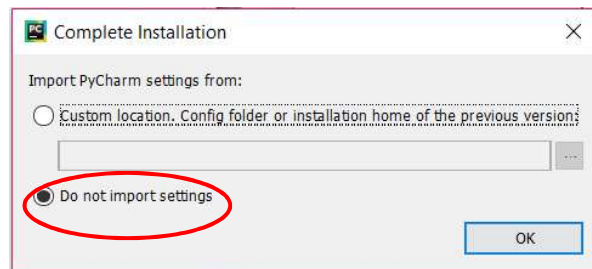 PC Complete Installation
Import PyCharm settings from:
Custom location. Config folder or installation home of the previous version:
...
Do not import settings
OK